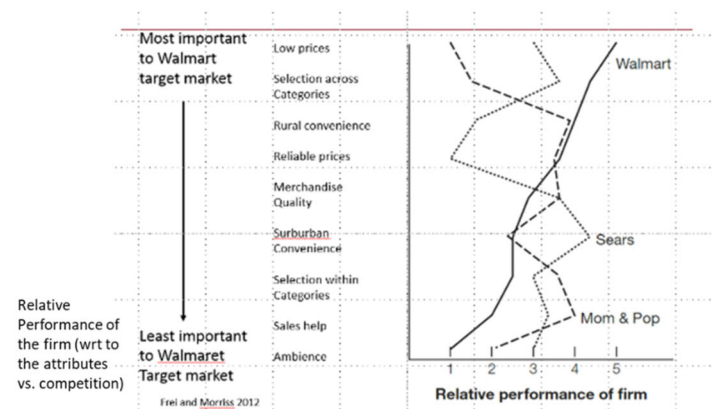 Most important
to Walmart
target market
Low prices
Selection across
Categories
Rural convenience
Reliable prices
Merchandise
Quality
Surburban
Convenience
Selection within
Categories
Sales help
Ambience
Least important
to Walmaret
Target market
Relative
Performance of
the firm (wrt to
the attributes
vs. competition)
Frei and Morriss 2012
Walmart
Sears
Mom & Pop
1 2 3 4 5
Relative performance of firm